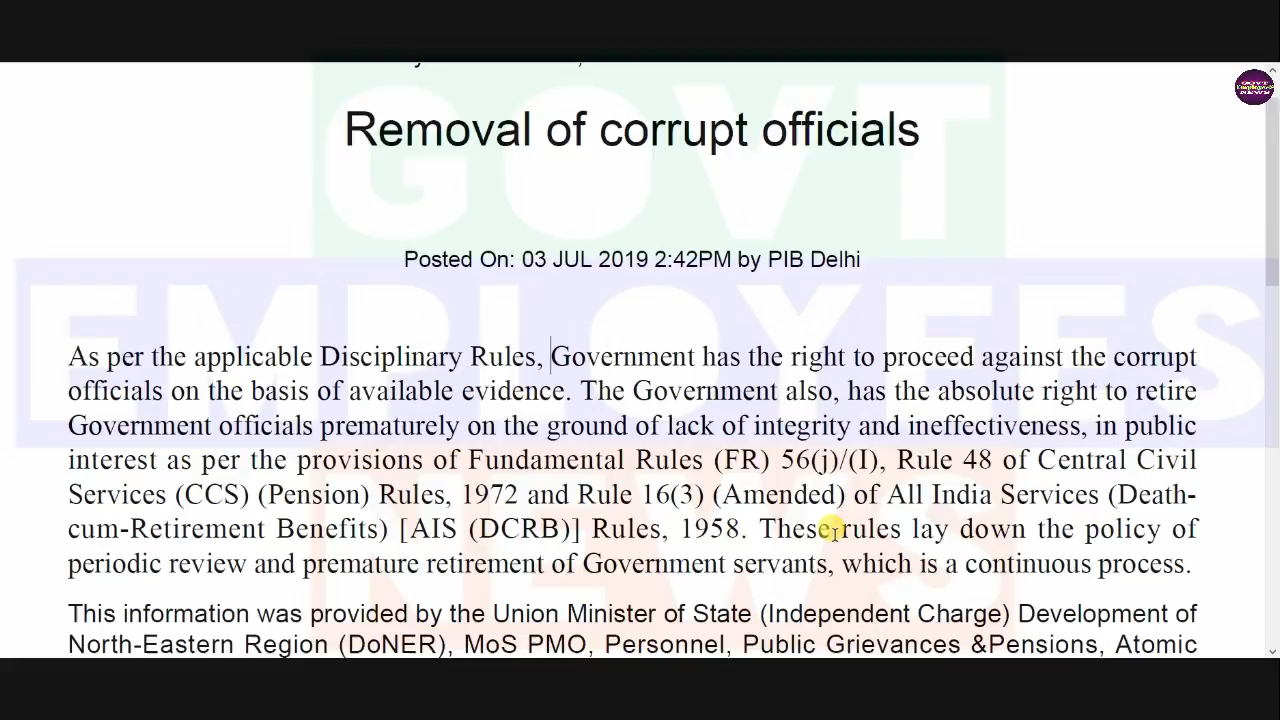 GOVT
Employees
NEWS
Removal of corrupt officials
Posted On: 03 JUL 2019 2:42PM by PIB Delhi
As per the applicable Disciplinary Rules, Government has the right to proceed against the corrupt
officials on the basis of available evidence. The Government also, has the absolute right to retire
Government officials prematurely on the ground of lack of integrity and ineffectiveness, in public
interest as per the provisions of Fundamental Rules (FR) 56(j)/(I), Rule 48 of Central Civil
Services (CCS) (Pension) Rules, 1972 and Rule 16(3) (Amended) of All India Services (Death-
cum-Retirement Benefits) [AIS (DCRB)] Rules, 1958. These rules lay down the policy of
periodic review and premature retirement of Government servants, which is a continuous process.
This information was provided by the Union Minister of State (Independent Charge) Development of
North-Eastern Region (DoNER), MoS PMO, Personnel, Public Grievances &Pensions, Atomic
GOVT
EMPLOYEES
NEWS